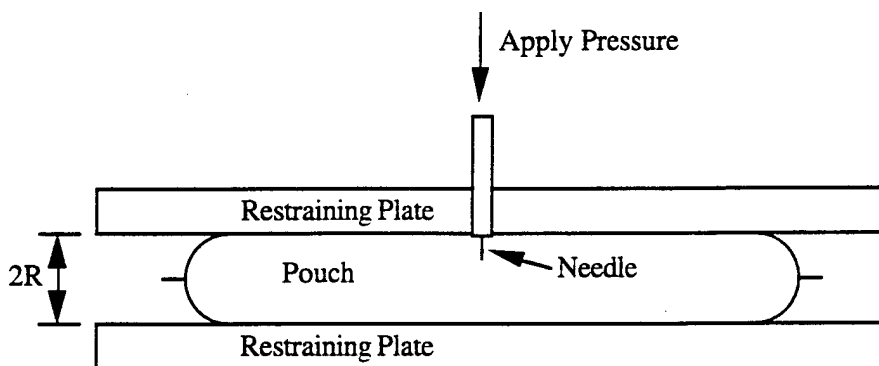 Apply Pressure
Restraining Plate
2R
Pouch
Needle
Restraining Plate